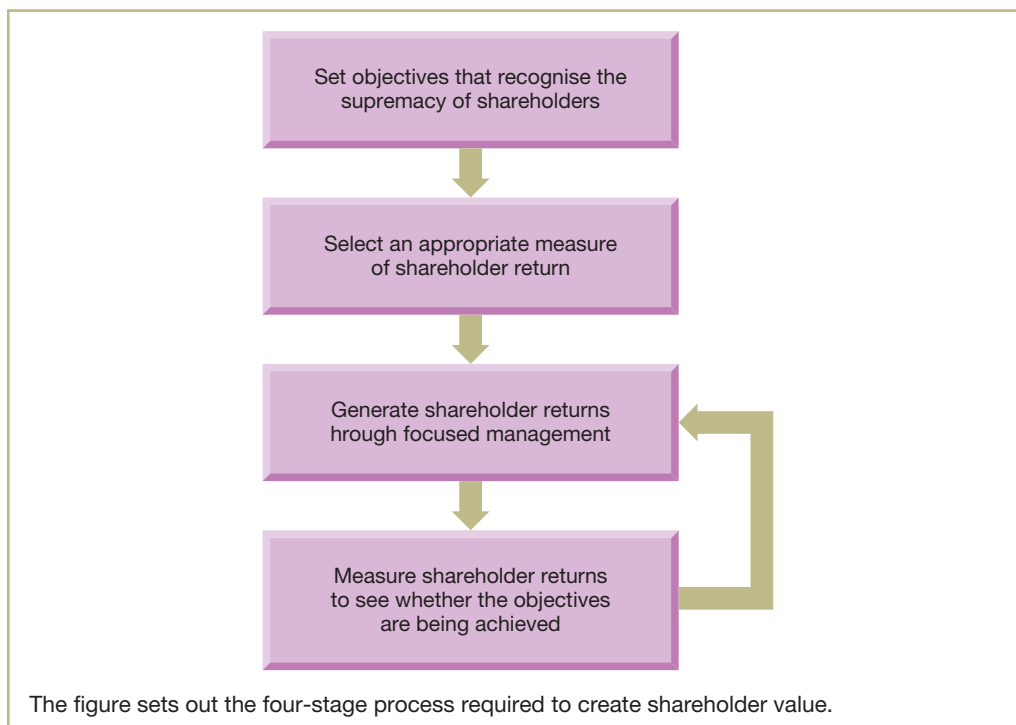 Set objectives that recognise the
supremacy of shareholders
Select an appropriate measure
of shareholder return
Generate shareholder returns
hrough focused management
Measure shareholder returns
to see whether the objectives
are being achieved
The figure sets out the four-stage process required to create shareholder value.